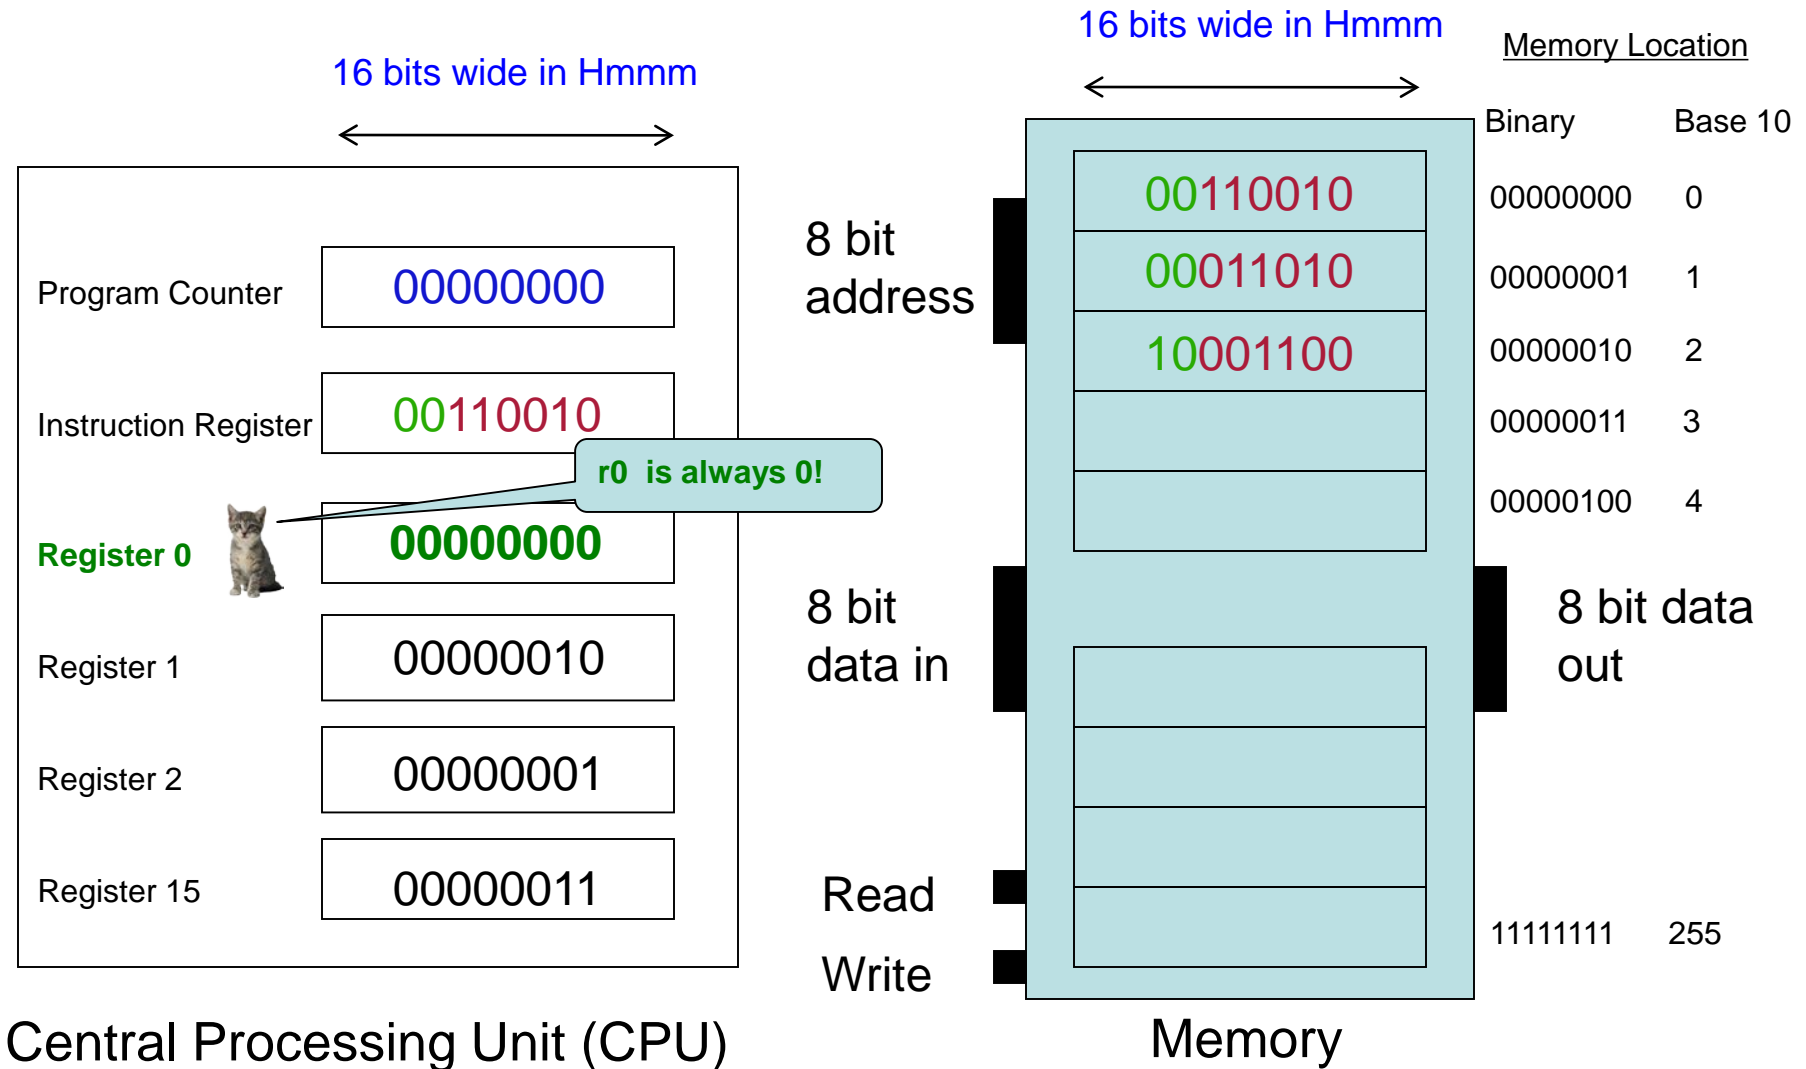 16 bits wide in Hmmm
Program Counter 00000000
Instruction Register 00110010
r0 is always 0!
Register 0 00000000
Register 1 00000010
Register 2 00000001
Register 15 00000011
Central Processing Unit (CPU)
16 bits wide in Hmmm
8 bit
address
8 bit
data in
Read
Write
Memory Location
Binary Base 10
00110010 00000000 0
00011010 00000001 1
10001100 00000010 2
00000011 3
00000100 4
8 bit data
out
11111111 255
Memory